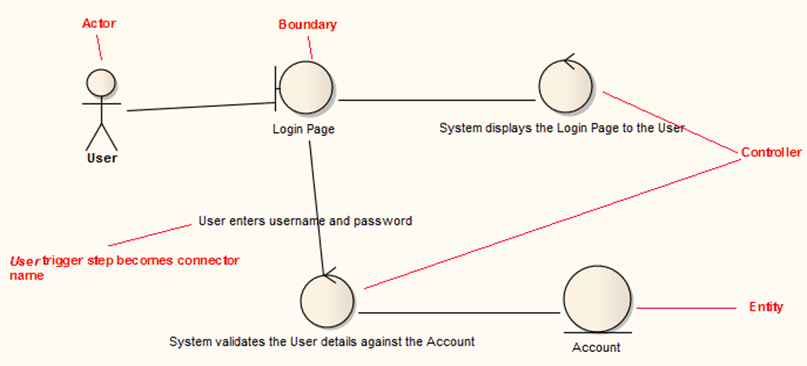 Actor
Boundary
User
Login Page
System displays the Login Page to the User
Controller
User enters username and password
User trigger step becomes connector
name
System validates the User details against the Account
Entity
Account